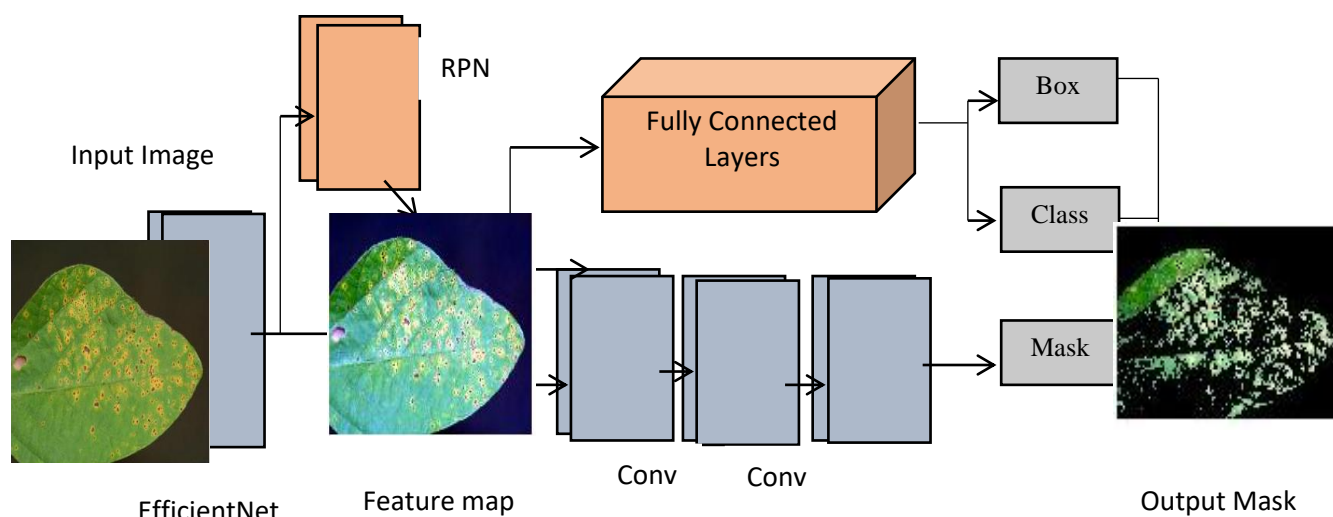 RPN
Input Image
Fully Connected
Layers
Box
Class
Mask
Conv
Conv
EfficientNet
Feature map
Output Mask